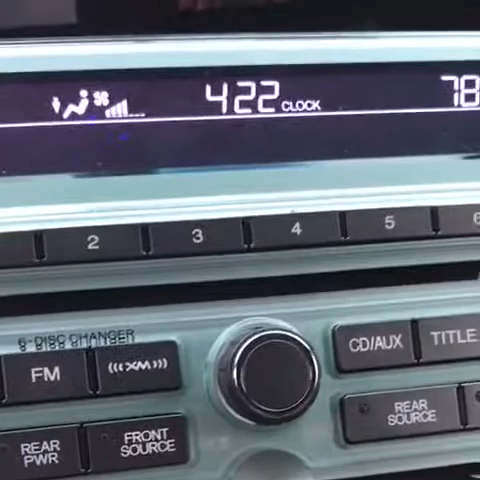 422 CLOCK 78
2 3 4 5 6
6-DISC CHANGER
FM XM CD/AUX TITLE
REAR PWR FRONT SOURCE REAR SOURCE